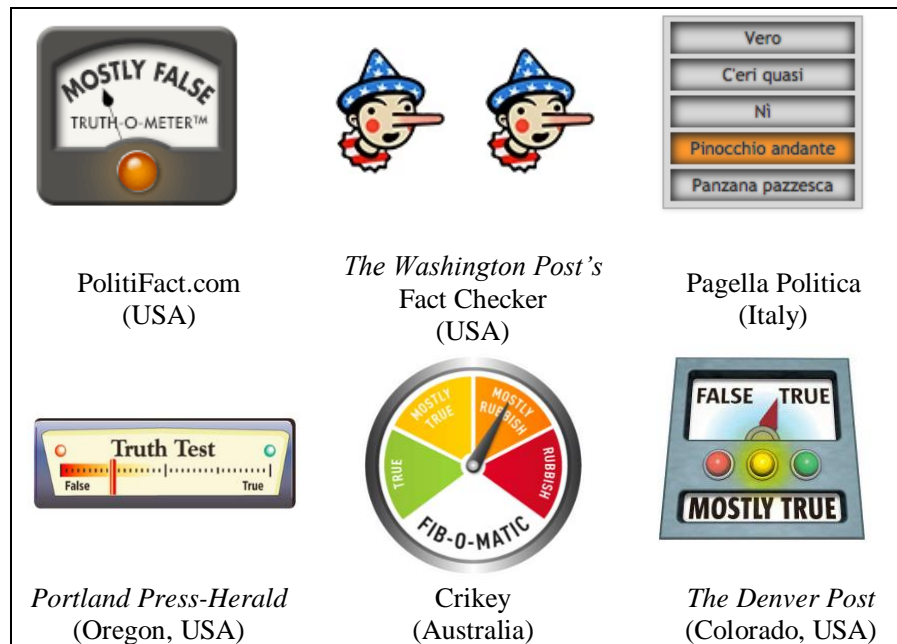 MOSTLY FALSE
TRUTH-O-METER™
Vero
C'eri quasi
Nì
Pinocchio andante
Panzana pazzesca
PolitiFact.com
(USA)
The Washington Post's
Fact Checker
(USA)
Pagella Politica
(Italy)
Truth Test
False True
TRUE
MOSTLY TRUE
MOSTLY RUBBISH
RUBBISH
FIB-O-MATIC
FALSE TRUE
MOSTLY TRUE
Portland Press-Herald
(Oregon, USA)
Crikey
(Australia)
The Denver Post
(Colorado, USA)